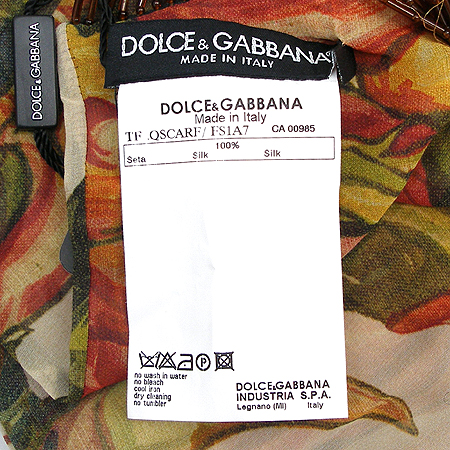 DOLCE & GABBANA
DOLCE & GABBANA
MADE IN ITALY
DOLCE&GABBANA
Made in Italy
TF .QSCARF/ FS1A7 CA 00985
100%
Seta Silk Silk
P
no wash in water
no bleach
cool iron
dry cleaning
no tumbler
DOLCE&GABBANA
INDUSTRIA S.P.A.
Legnano (MI) Italy